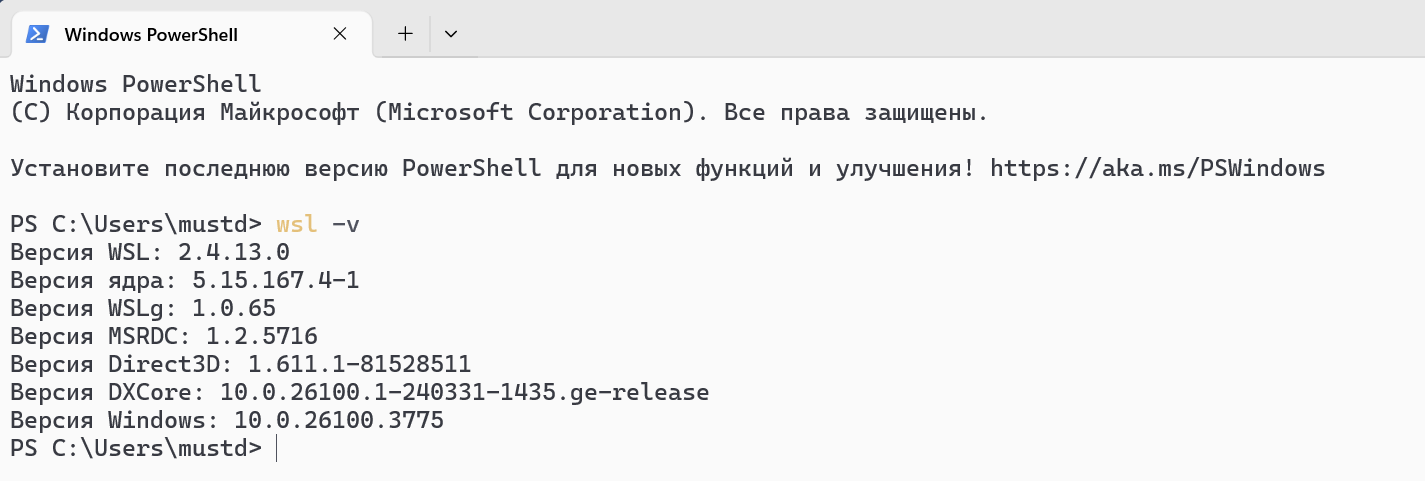 Windows PowerShell
Windows PowerShell
(C) Корпорация Майкрософт (Microsoft Corporation). Все права защищены.
Установите последнюю версию PowerShell для новых функций и улучшения! https://aka.ms/PSWindows
PS C:\Users\mustd> wsl -v
Версия WSL: 2.4.13.0
Версия ядра: 5.15.167.4-1
Версия WSLg: 1.0.65
Версия MSRDC: 1.2.5716
Версия Direct3D: 1.611.1-81528511
Версия DXCore: 10.0.26100.1-240331-1435.ge-release
Версия Windows: 10.0.26100.3775
PS C:\Users\mustd>